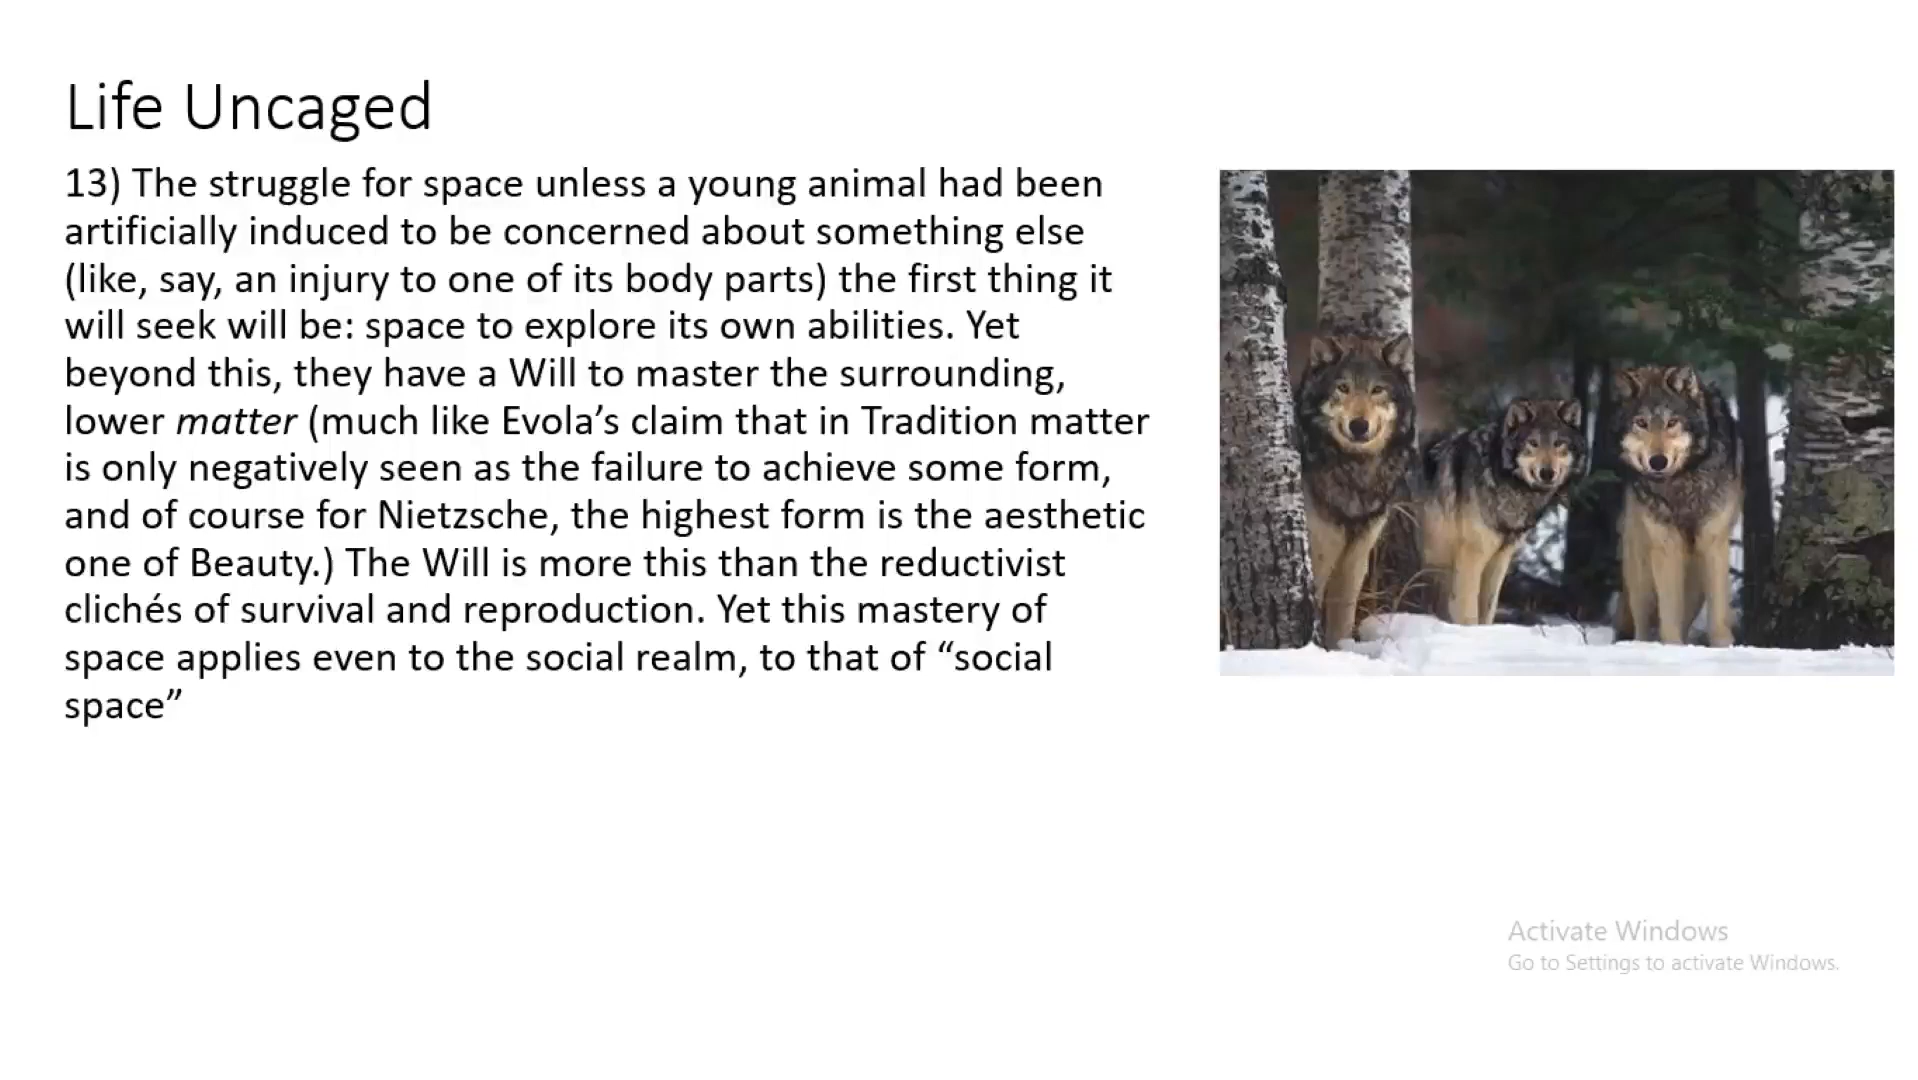 Life Uncaged
13) The struggle for space unless a young animal had been
artificially induced to be concerned about something else
(like, say, an injury to one of its body parts) the first thing it
will seek will be: space to explore its own abilities. Yet
beyond this, they have a Will to master the surrounding,
lower matter (much like Evola’s claim that in Tradition matter
is only negatively seen as the failure to achieve some form,
and of course for Nietzsche, the highest form is the aesthetic
one of Beauty.) The Will is more this than the reductivist
clichés of survival and reproduction. Yet this mastery of
space applies even to the social realm, to that of “social
space”
Activate Windows
Go to Settings to activate Windows.